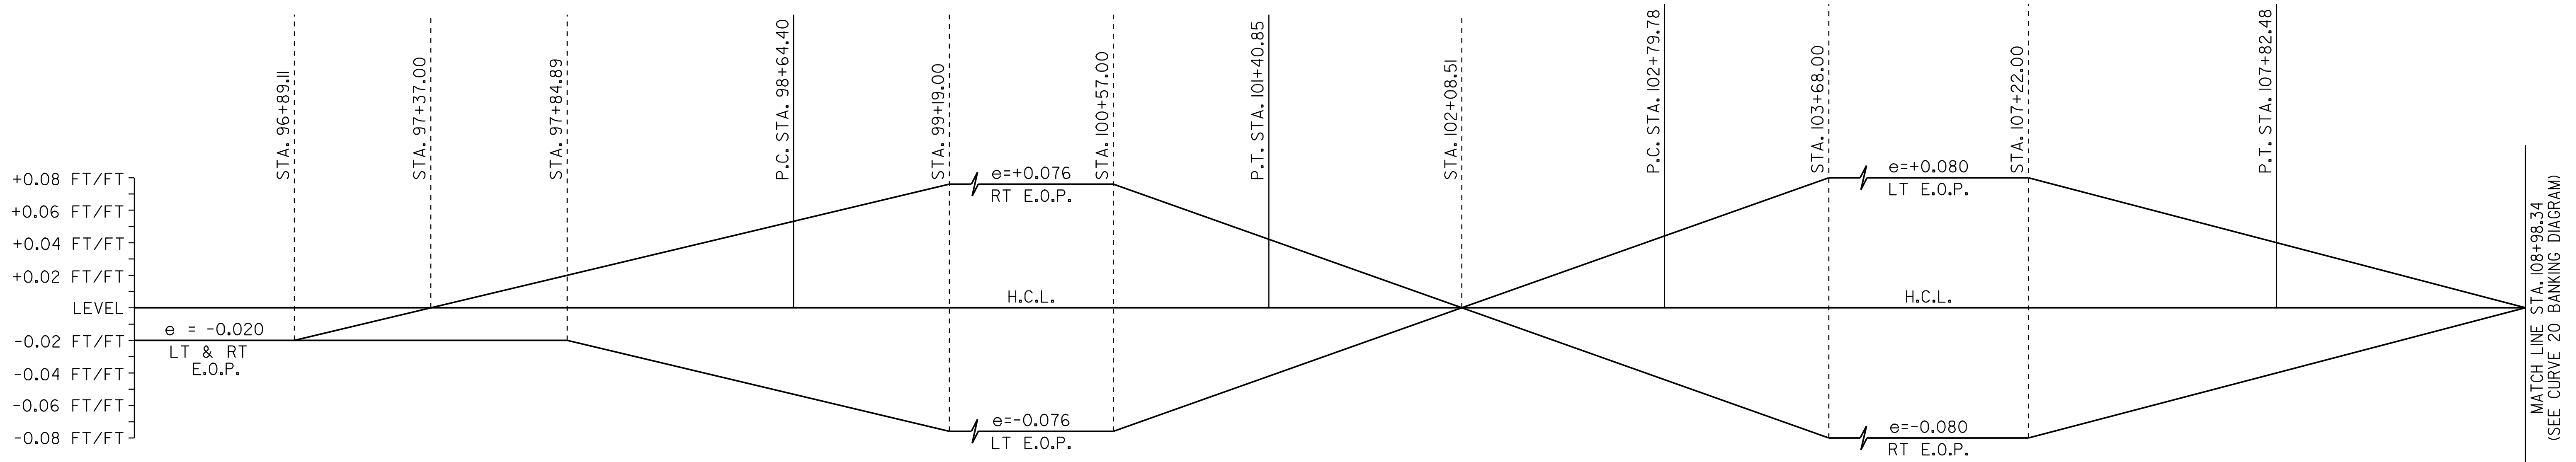 STA. 96+89.11
STA. 97+37.00
STA. 97+84.89
P.C. STA. 98+64.40
STA. 99+19.00
STA. 100+57.00
P.T. STA. 101+40.85
STA. 102+08.51
P.C. STA. 102+79.78
STA. 103+68.00
STA. 107+22.00
P.T. STA. 107+82.48
MATCH LINE STA. 108+98.34
(SEE CURVE 20 BANKING DIAGRAM)
+0.08 FT/FT
+0.06 FT/FT
+0.04 FT/FT
+0.02 FT/FT
LEVEL
-0.02 FT/FT
-0.04 FT/FT
-0.06 FT/FT
-0.08 FT/FT
e = -0.020
LT & RT
E.O.P.
e=+0.076
RT E.O.P.
H.C.L.
e=-0.076
LT E.O.P.
e=+0.080
LT E.O.P.
H.C.L.
e=-0.080
RT E.O.P.